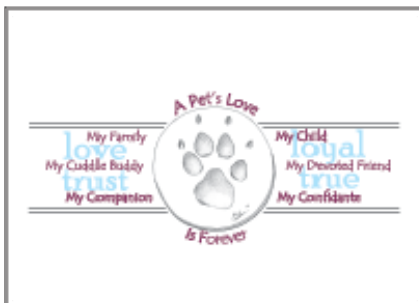 A Pet's Love
My Family
love
My Cuddle Buddy
trust
My Companion
My Child
loyal
My Devoted Friend
true
My Confidante
Is Forever